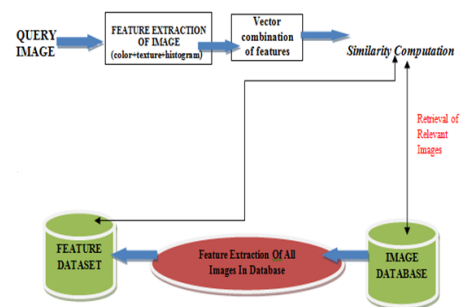 QUERY
IMAGE
FEATURE EXTRACTION
OF IMAGE
(color+texture+histogram)
Vector
combination
of features
Similarity Computation
Retrieval of
Relevant
Images
FEATURE
DATASET
Feature Extraction Of All
Images In Database
IMAGE
DATABASE